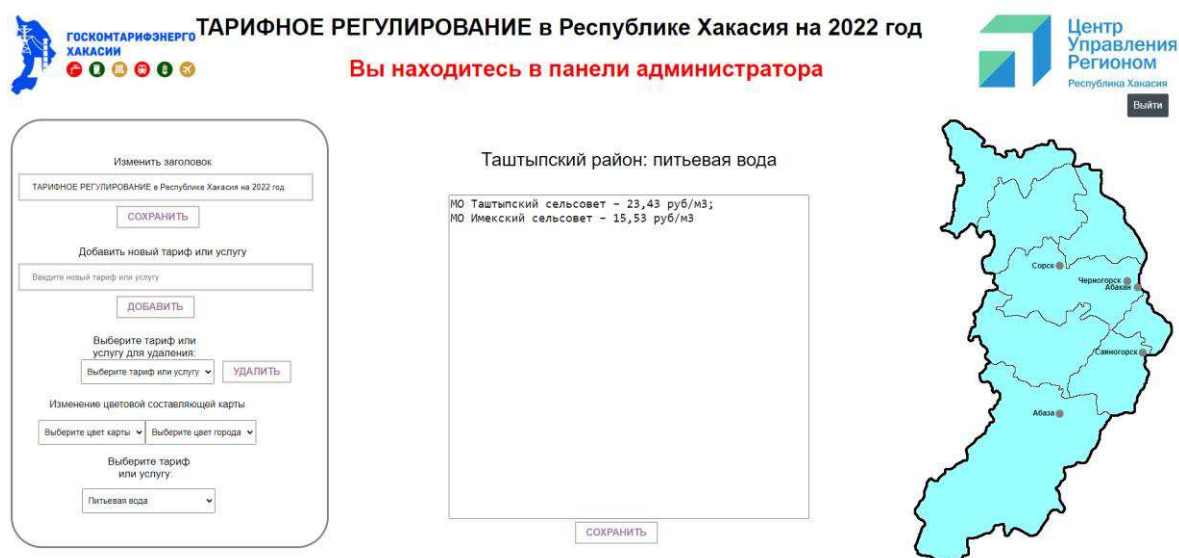 ГОСКОМТАРИФЭНЕРГО
ХАКАСИИ
ТАРИФНОЕ РЕГУЛИРОВАНИЕ в Республике Хакасия на 2022 год
Вы находитесь в панели администратора
Центр
Управления
Регионом
Республика Хакасия
Выйти
Изменить заголовок
ТАРИФНОЕ РЕГУЛИРОВАНИЕ в Республике Хакасия на 2022 год
СОХРАНИТЬ
Добавить новый тариф или услугу
Введите новый тариф или услугу
ДОБАВИТЬ
Выберите тариф или
услугу для удаления:
Выберите тариф или услугу УДАЛИТЬ
Изменение цветовой составляющей карты
Выберите цвет карты Выберите цвет города
Выберите тариф
или услугу:
Питьевая вода
Таштыпский район: питьевая вода
МО Таштыпский сельсовет – 23,43 руб/м3;
МО Имекский сельсовет – 15,53 руб/м3
СОХРАНИТЬ
Сорск
Черногорск
Абакан
Саяногорск
Абаза